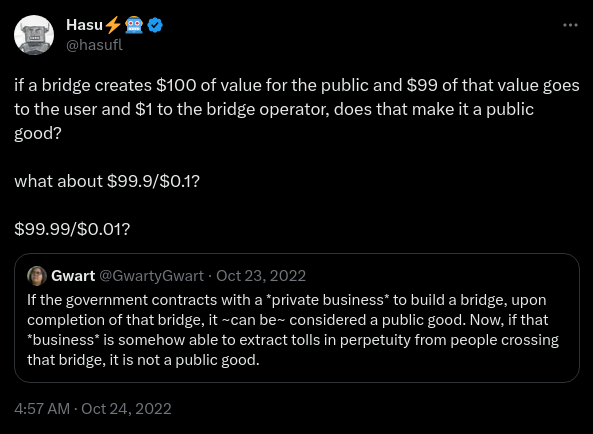 Hasu⚡🤖
@hasufl
if a bridge creates $100 of value for the public and $99 of that value goes
to the user and $1 to the bridge operator, does that make it a public
good?
what about $99.9/$0.1?
$99.99/$0.01?
Gwart @GwartyGwart · Oct 23, 2022
If the government contracts with a *private business* to build a bridge, upon
completion of that bridge, it ~can be~ considered a public good. Now, if that
*business* is somehow able to extract tolls in perpetuity from people crossing
that bridge, it is not a public good.
4:57 AM · Oct 24, 2022